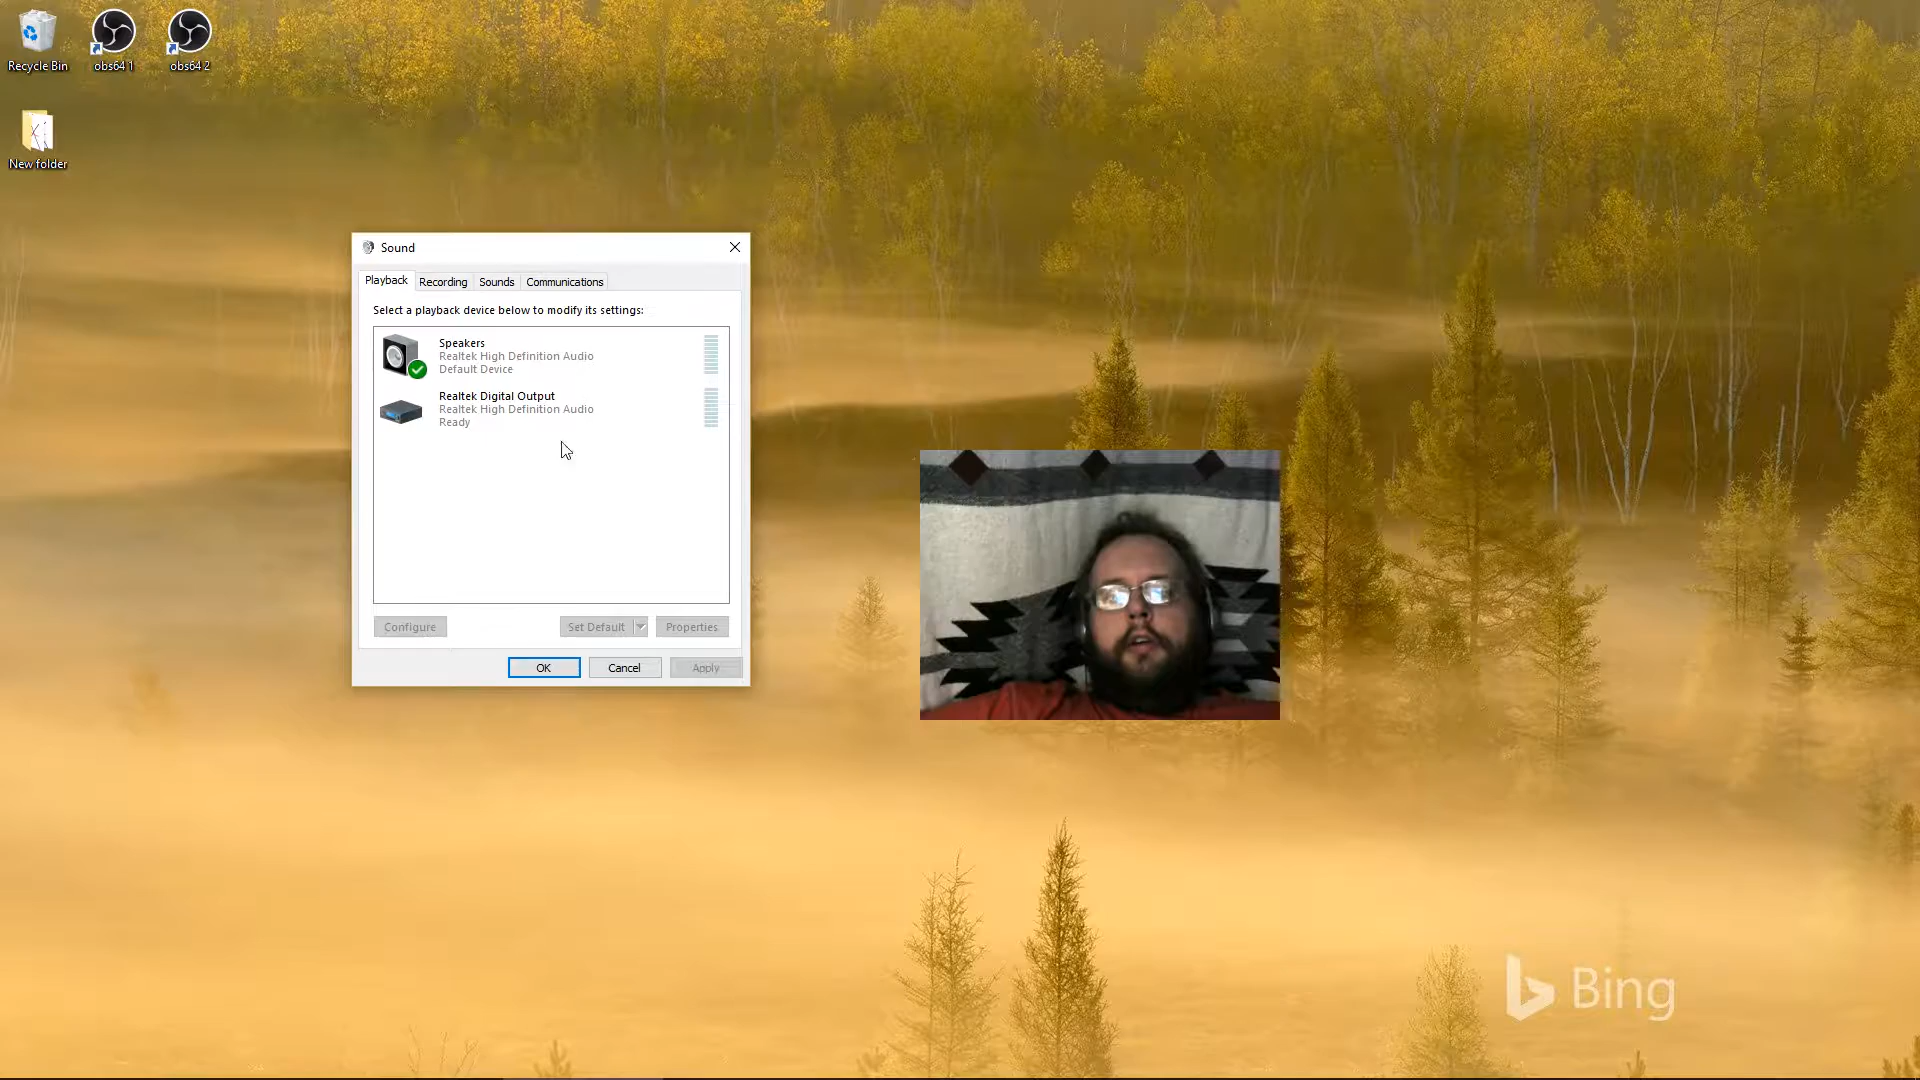 Recycle Bin
obs64 1
obs64 2
New folder
Sound
Playback
Recording
Sounds
Communications
Select a playback device below to modify its settings:
Speakers
Realtek High Definition Audio
Default Device
Realtek Digital Output
Realtek High Definition Audio
Ready
Configure
Set Default
Properties
OK
Cancel
Apply
Bing